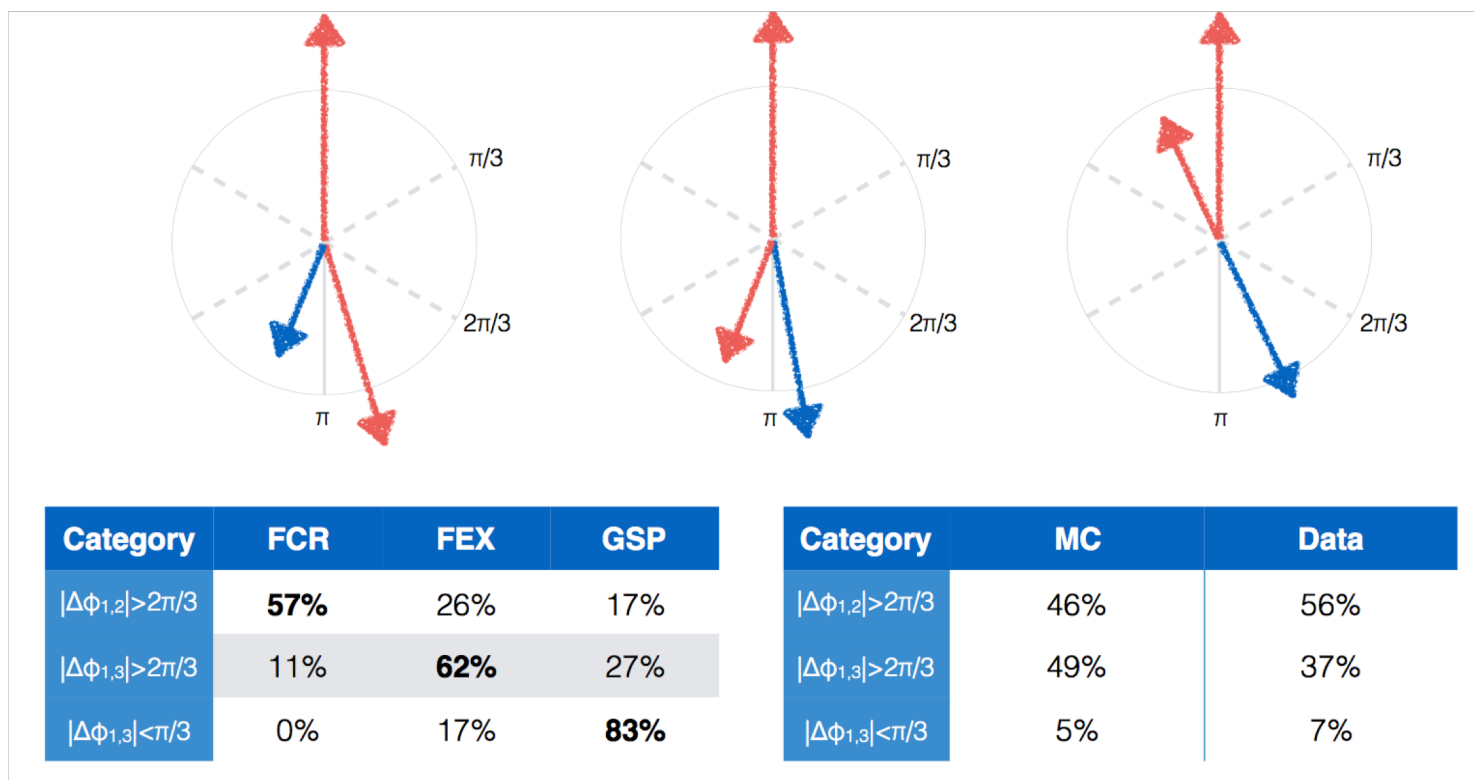 π/3
2π/3
π
π/3
2π/3
π
π/3
2π/3
π
Category FCR FEX GSP
|Δϕ1,2|>2π/3 57% 26% 17%
|Δϕ1,3|>2π/3 11% 62% 27%
|Δϕ1,3|<π/3 0% 17% 83%
Category MC Data
|Δϕ1,2|>2π/3 46% 56%
|Δϕ1,3|>2π/3 49% 37%
|Δϕ1,3|<π/3 5% 7%